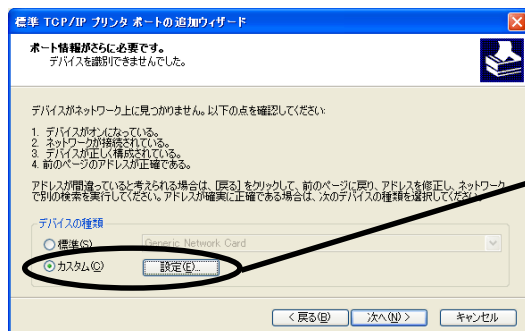 標準 TCP/IP プリンタ ポートの追加ウィザード
ポート情報がさらに必要です。
デバイスを識別できませんでした。
デバイスがネットワーク上に見つかりません。以下の点を確認してください:
1. デバイスがオンになっている。
2. ネットワークが接続されている。
3. デバイスが正しく構成されている。
4. 前のページのアドレスが正確である。
アドレスが間違っていると考えられる場合は、[戻る] をクリックして、前のページに戻り、アドレスを修正し、ネットワーク
で別の検索を実行してください。アドレスが確実に正確である場合は、次のデバイスの種類を選択してください。
デバイスの種類
標準(S) Generic Network Card
カスタム(C) 設定(E)...
< 戻る(B) 次へ(N) > キャンセル